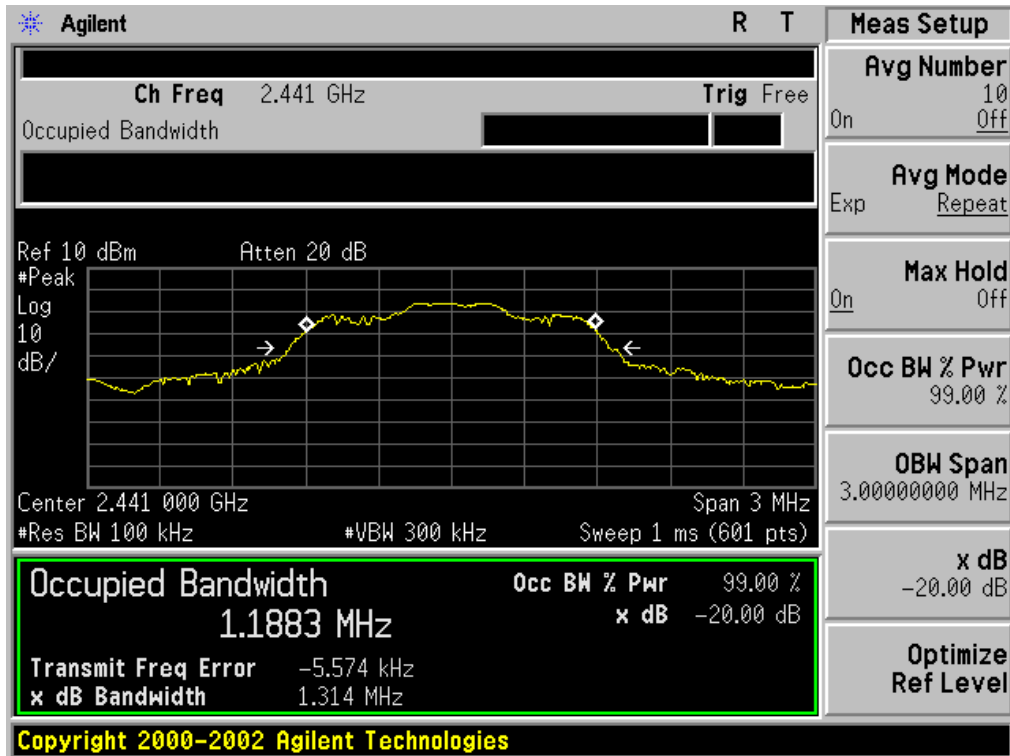 Agilent R T
Ch Freq 2.441 GHz Trig Free
Occupied Bandwidth
Ref 10 dBm Atten 20 dB
#Peak
Log
10
dB/
Center 2.441 000 GHz Span 3 MHz
#Res BW 100 kHz #VBW 300 kHz Sweep 1 ms (601 pts)
Occupied Bandwidth
1.1883 MHz
Occ BW % Pwr 99.00 %
x dB -20.00 dB
Transmit Freq Error -5.574 kHz
x dB Bandwidth 1.314 MHz
Copyright 2000-2002 Agilent Technologies
Meas Setup
Avg Number
10
On Off
Avg Mode
Exp Repeat
Max Hold
On Off
Occ BW % Pwr
99.00 %
OBW Span
3.00000000 MHz
x dB
-20.00 dB
Optimize
Ref Level